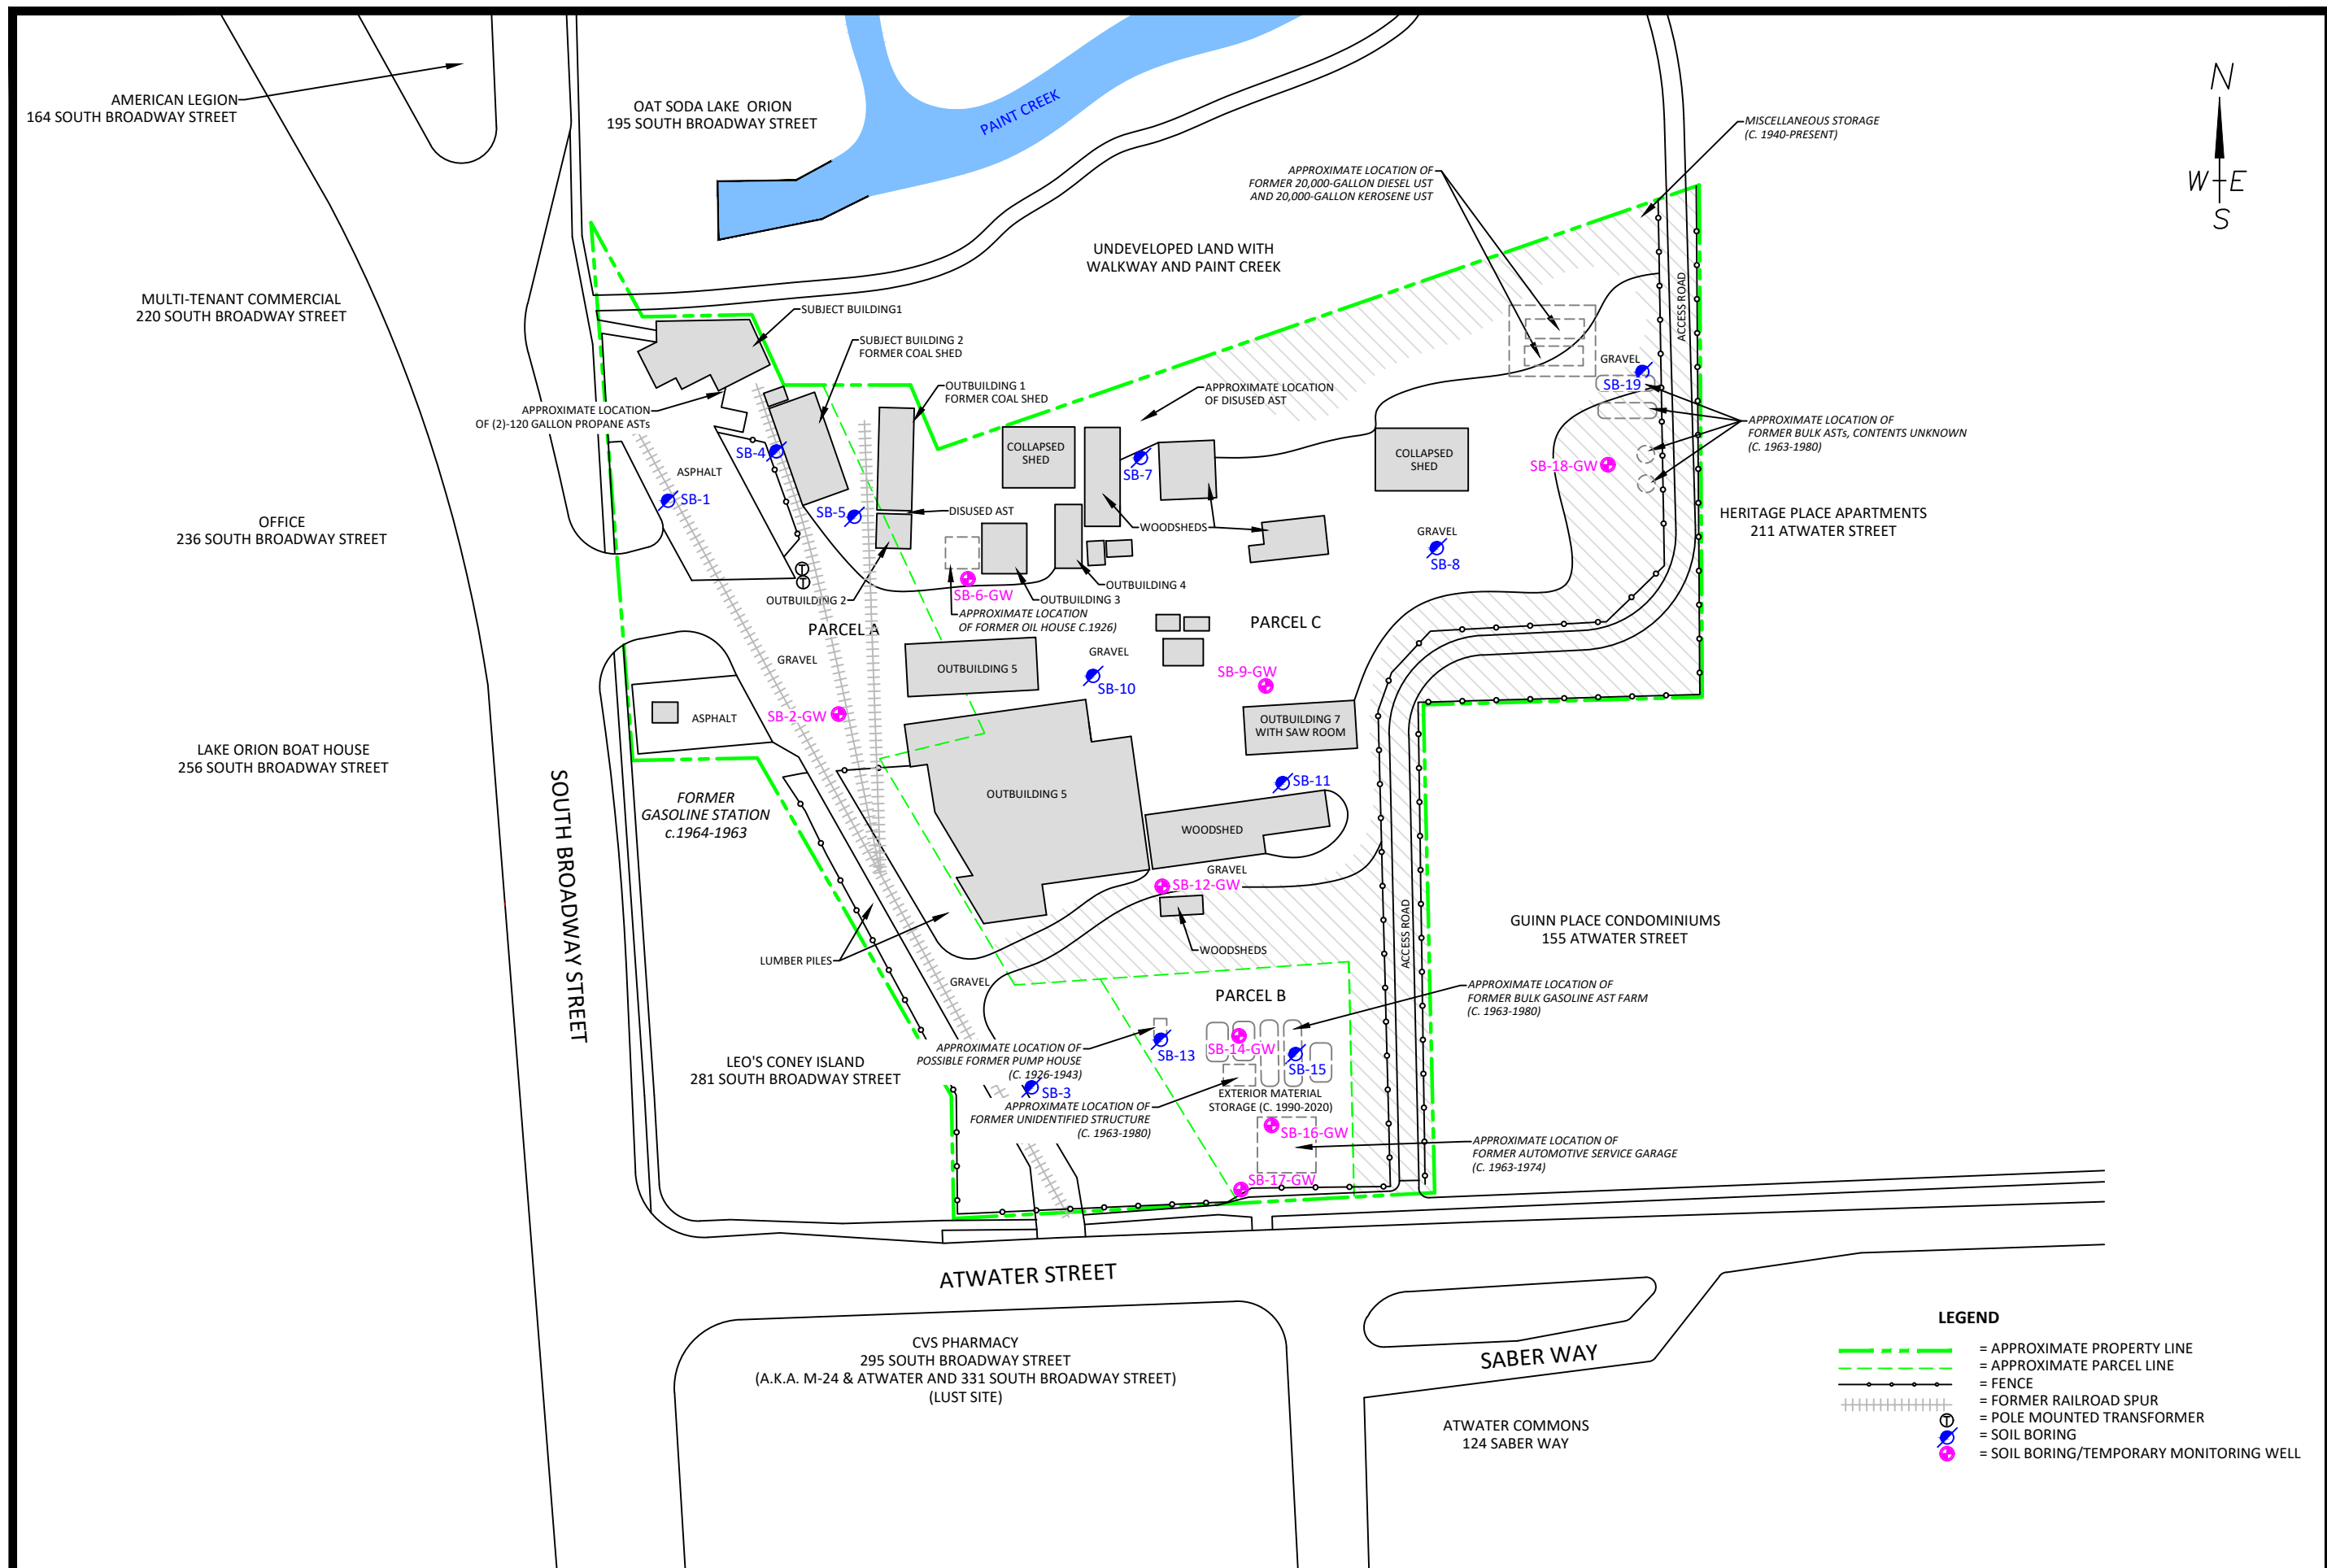 AMERICAN LEGION
164 SOUTH BROADWAY STREET
OAT SODA LAKE  ORION
195 SOUTH BROADWAY STREET
PAINT CREEK
N
W
E
S
MISCELLANEOUS STORAGE
(C. 1940-PRESENT)
APPROXIMATE LOCATION OF
FORMER 20,000-GALLON DIESEL UST
AND 20,000-GALLON KEROSENE UST
UNDEVELOPED LAND WITH
WALKWAY AND PAINT CREEK
MULTI-TENANT COMMERCIAL
220 SOUTH BROADWAY STREET
SUBJECT BUILDING1
SUBJECT BUILDING 2
FORMER COAL SHED
OUTBUILDING 1
FORMER COAL SHED
APPROXIMATE LOCATION
OF DISUSED AST
ACCESS ROAD
GRAVEL
SB-19
APPROXIMATE LOCATION
OF (2)-120 GALLON PROPANE ASTs
APPROXIMATE LOCATION OF
FORMER BULK ASTs, CONTENTS UNKNOWN
(C. 1963-1980)
COLLAPSED
SHED
COLLAPSED
SHED
SB-4
ASPHALT
SB-7
SB-18-GW
SB-1
SB-5
DISUSED AST
WOODSHEDS
OFFICE
236 SOUTH BROADWAY STREET
HERITAGE PLACE APARTMENTS
211 ATWATER STREET
GRAVEL
SB-8
OUTBUILDING 4
SB-6-GW
OUTBUILDING 2
OUTBUILDING 3
APPROXIMATE LOCATION
OF FORMER OIL HOUSE C.1926)
PARCEL A
PARCEL C
GRAVEL
GRAVEL
OUTBUILDING 5
SB-10
SB-9-GW
SB-2-GW
ASPHALT
OUTBUILDING 7
WITH SAW ROOM
LAKE ORION BOAT HOUSE
256 SOUTH BROADWAY STREET
SOUTH BROADWAY STREET
FORMER
GASOLINE STATION
c.1964-1963
OUTBUILDING 5
SB-11
WOODSHED
GRAVEL
SB-12-GW
WOODSHEDS
LUMBER PILES
ACCESS ROAD
GUINN PLACE CONDOMINIUMS
155 ATWATER STREET
GRAVEL
PARCEL B
APPROXIMATE LOCATION OF
FORMER BULK GASOLINE AST FARM
(C. 1963-1980)
APPROXIMATE LOCATION OF
POSSIBLE FORMER PUMP HOUSE
(C. 1926-1943)
SB-13
SB-14-GW
SB-15
LEO'S CONEY ISLAND
281 SOUTH BROADWAY STREET
SB-3
EXTERIOR MATERIAL
STORAGE (C. 1990-2020)
APPROXIMATE LOCATION OF
FORMER UNIDENTIFIED STRUCTURE
(C. 1963-1980)
SB-16-GW
APPROXIMATE LOCATION OF
FORMER AUTOMOTIVE SERVICE GARAGE
(C. 1963-1974)
SB-17-GW
ATWATER STREET
CVS PHARMACY
295 SOUTH BROADWAY STREET
(A.K.A. M-24 & ATWATER AND 331 SOUTH BROADWAY STREET)
(LUST SITE)
SABER WAY
ATWATER COMMONS
124 SABER WAY
LEGEND
= APPROXIMATE PROPERTY LINE
= APPROXIMATE PARCEL LINE
= FENCE
= FORMER RAILROAD SPUR
T = POLE MOUNTED TRANSFORMER
= SOIL BORING
= SOIL BORING/TEMPORARY MONITORING WELL